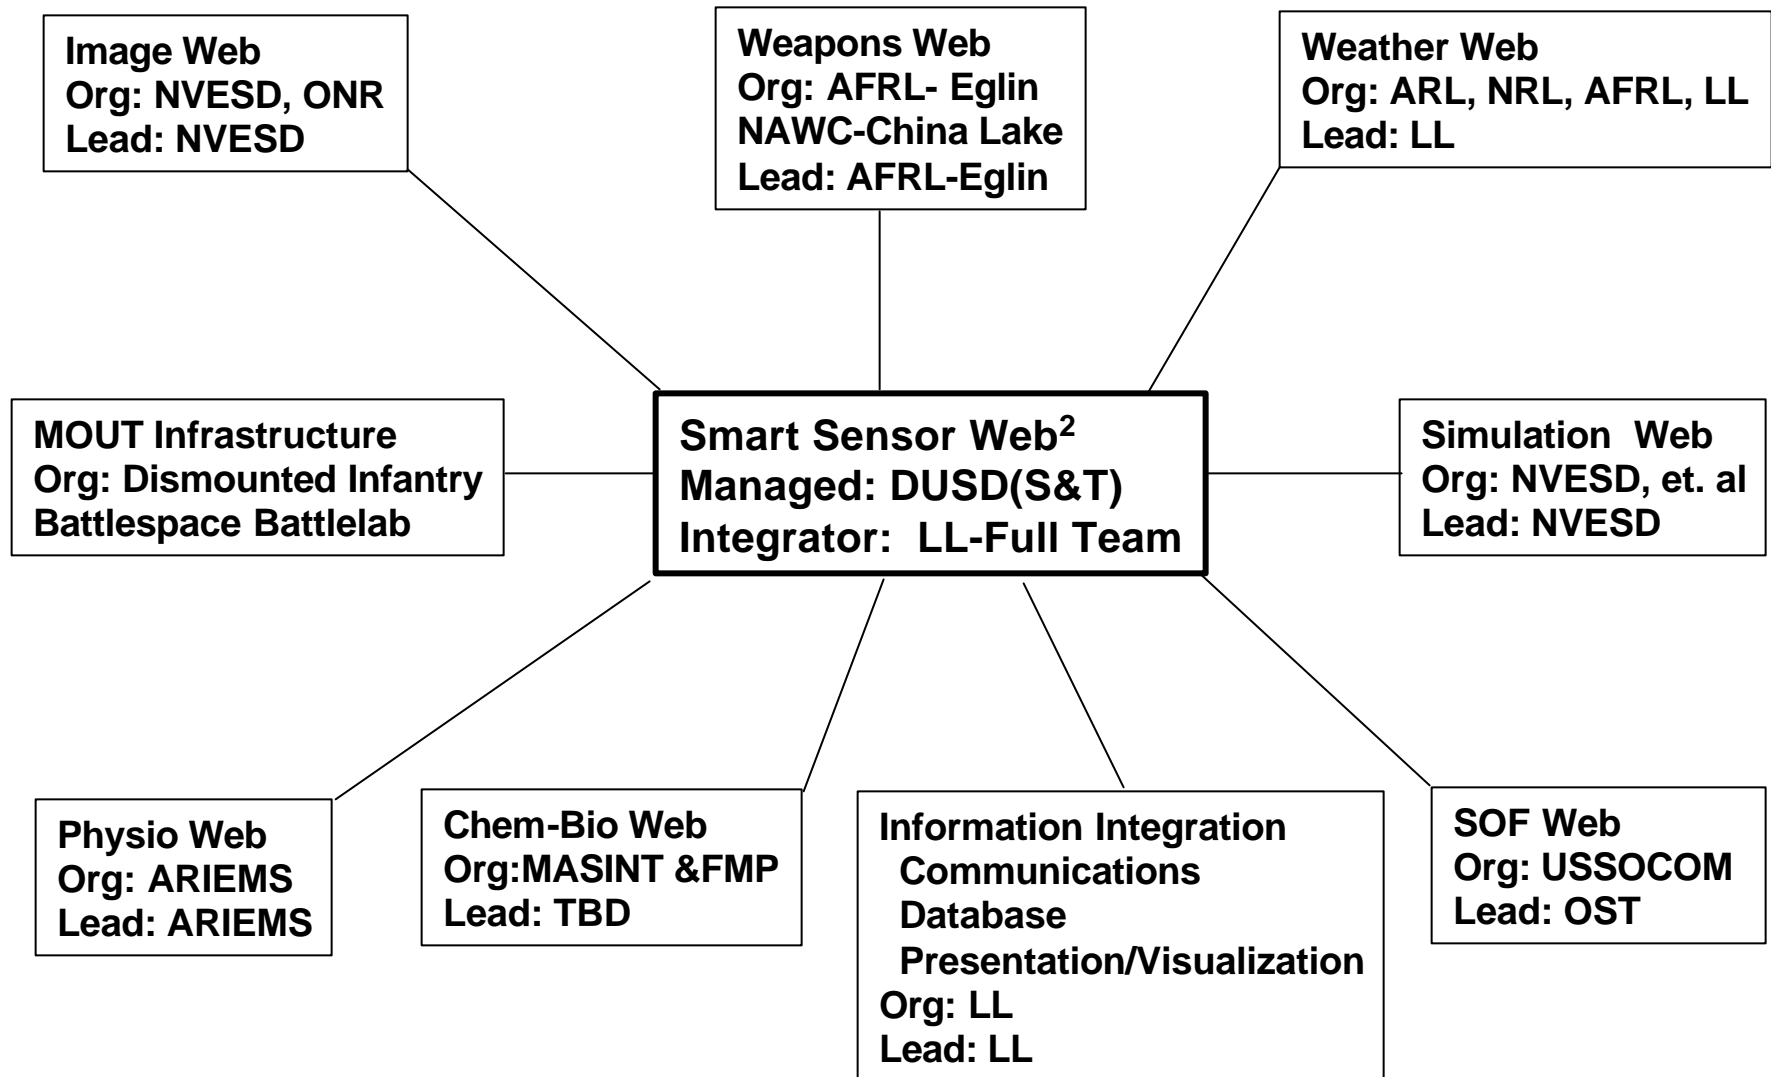 Image Web
Org: NVESD, ONR
Lead: NVESD
Weapons Web
Org: AFRL- Eglin
NAWC-China Lake
Lead: AFRL-Eglin
Weather Web
Org: ARL, NRL, AFRL, LL
Lead: LL
MOUT Infrastructure
Org: Dismounted Infantry
Battlespace Battlelab
Smart Sensor Web²
Managed: DUSD(S&T)
Integrator:  LL-Full Team
Simulation  Web
Org: NVESD, et. al
Lead: NVESD
Physio Web
Org: ARIEMS
Lead: ARIEMS
Chem-Bio Web
Org:MASINT &FMP
Lead: TBD
Information Integration
Communications
Database
Presentation/Visualization
Org: LL
Lead: LL
SOF Web
Org: USSOCOM
Lead: OST